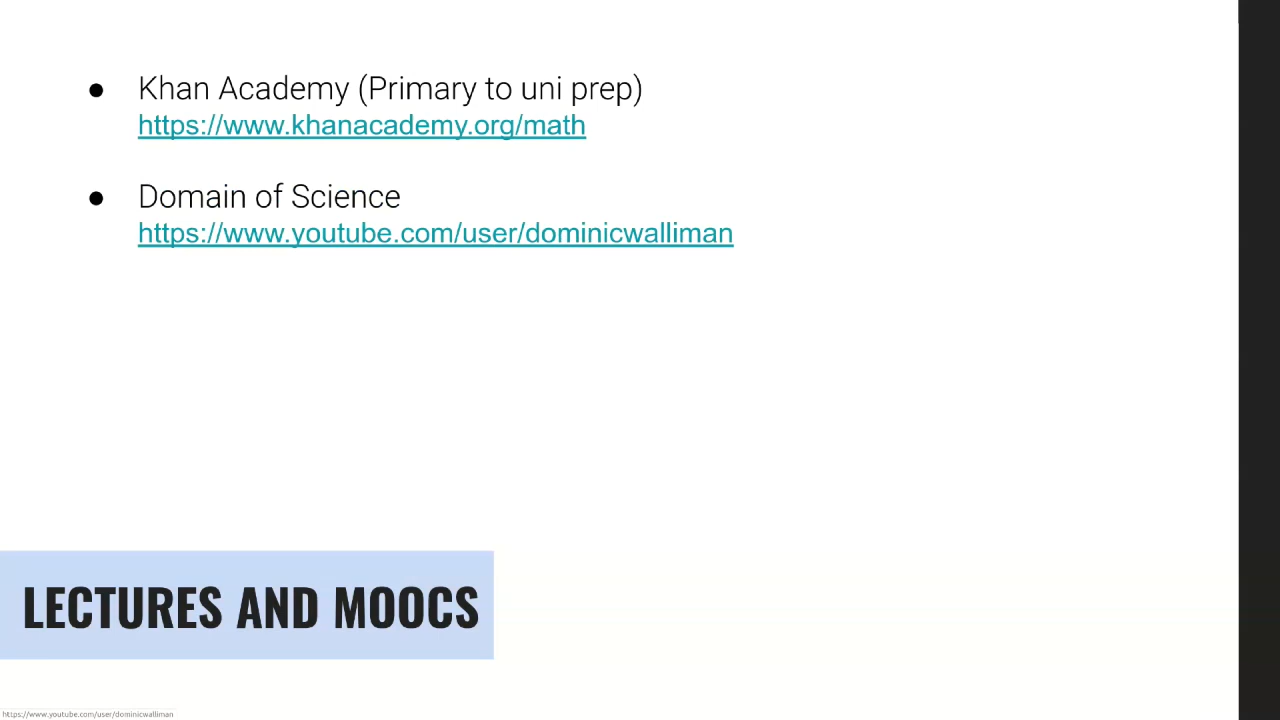 ● Khan Academy (Primary to uni prep)
https://www.khanacademy.org/math
● Domain of Science
https://www.youtube.com/user/dominicwalliman
LECTURES AND MOOCS
https://www.youtube.com/user/dominicwalliman